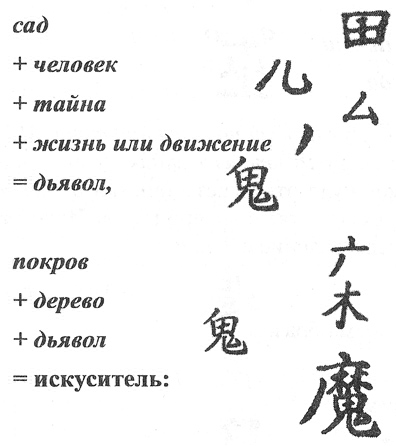 сад 田
+ человек 儿
+ тайна 厶
+ жизнь или движение 丿
= дьявол, 鬼
покров 亠
+ дерево 木
+ дьявол 鬼
= искуситель: 魔